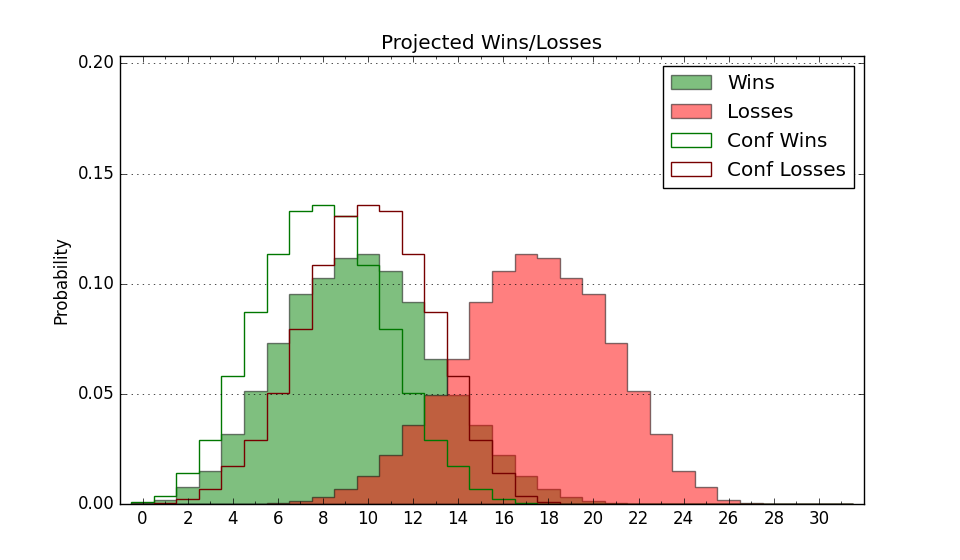 Projected Wins/Losses
0.20
0.15
0.10
0.05
0.00
Probability
Wins
Losses
Conf Wins
Conf Losses
0 2 4 6 8 10 12 14 16 18 20 22 24 26 28 30